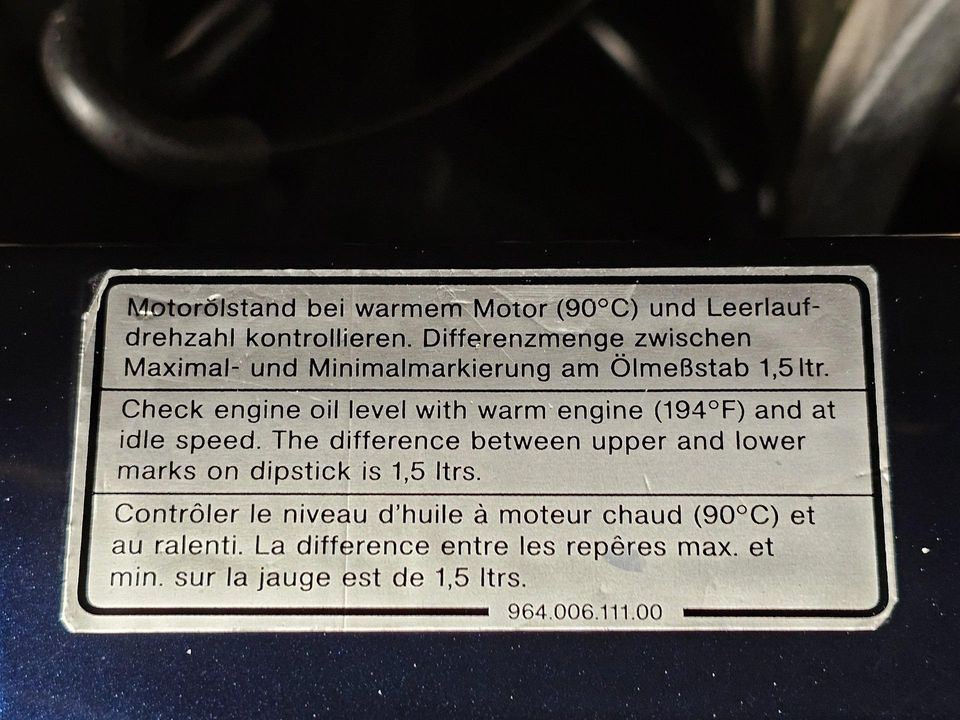 Motorölstand bei warmem Motor (90°C) und Leerlauf-
drehzahl kontrollieren. Differenzmenge zwischen
Maximal- und Minimalmarkierung am Ölmeßstab 1,5 ltr.
Check engine oil level with warm engine (194°F) and at
idle speed. The difference between upper and lower
marks on dipstick is 1,5 ltrs.
Contrôler le niveau d'huile à moteur chaud (90°C) et
au ralenti. La difference entre les repêres max. et
min. sur la jauge est de 1,5 ltrs.
964.006.111.00